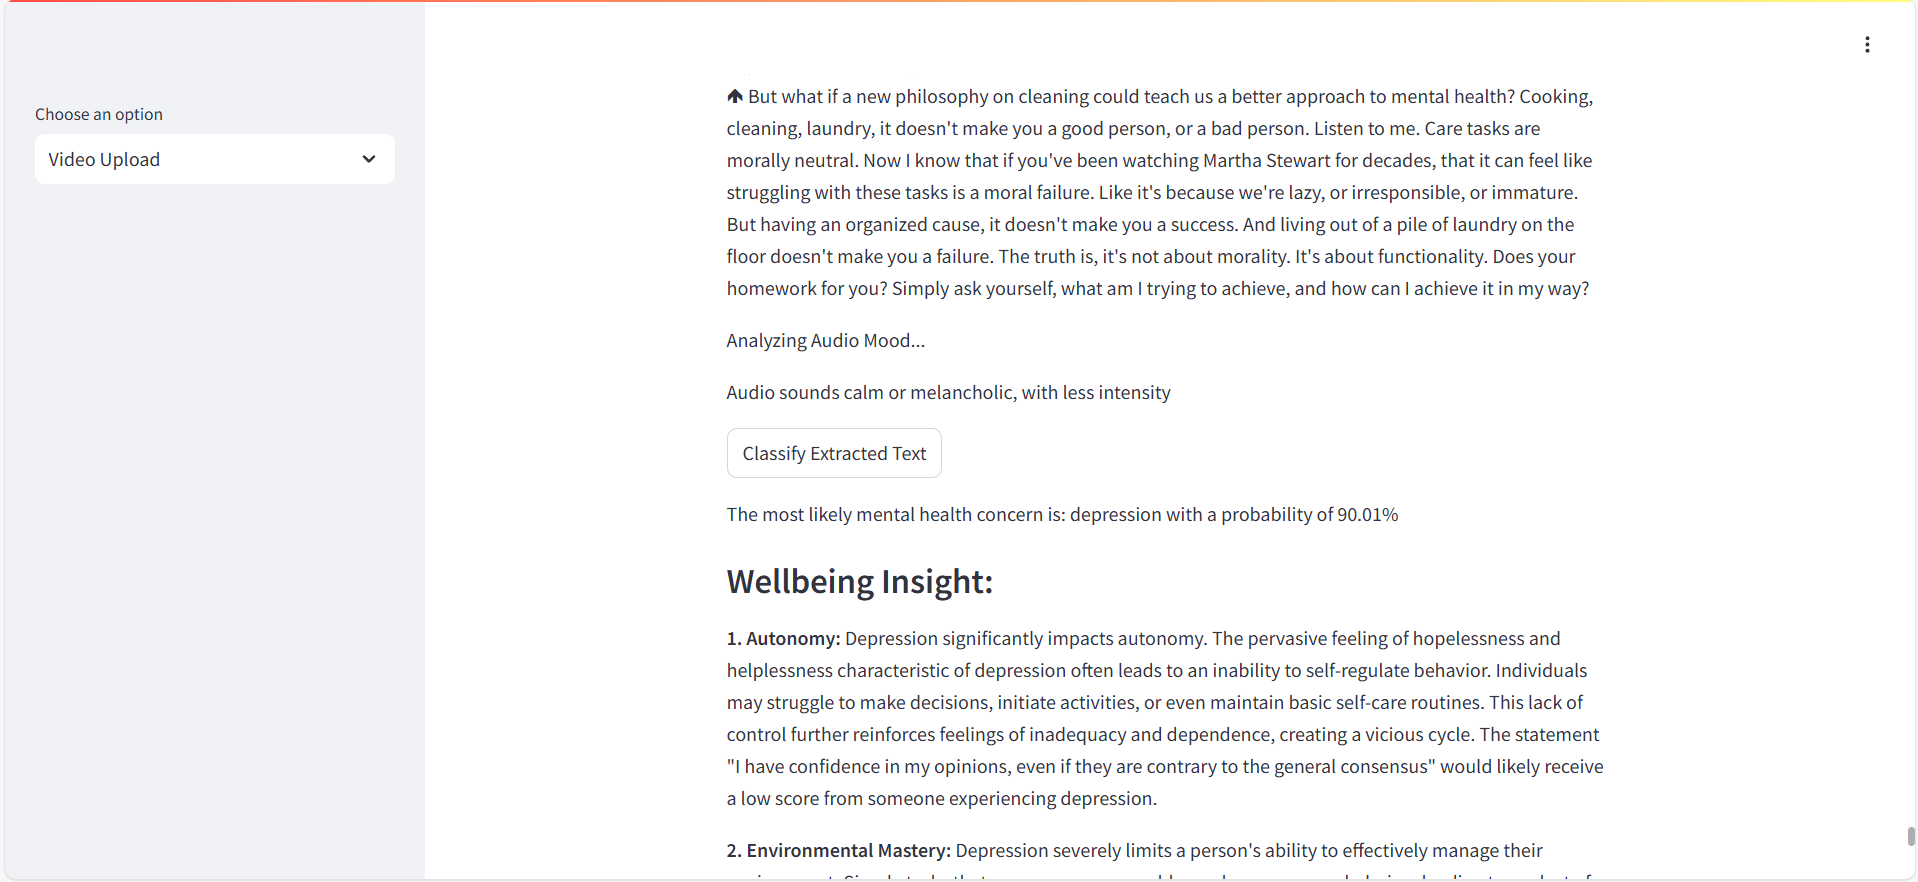 Choose an option
Video Upload
But what if a new philosophy on cleaning could teach us a better approach to mental health? Cooking,
cleaning, laundry, it doesn't make you a good person, or a bad person. Listen to me. Care tasks are
morally neutral. Now I know that if you've been watching Martha Stewart for decades, that it can feel like
struggling with these tasks is a moral failure. Like it's because we're lazy, or irresponsible, or immature.
But having an organized cause, it doesn't make you a success. And living out of a pile of laundry on the
floor doesn't make you a failure. The truth is, it's not about morality. It's about functionality. Does your
homework for you? Simply ask yourself, what am I trying to achieve, and how can I achieve it in my way?
Analyzing Audio Mood...
Audio sounds calm or melancholic, with less intensity
Classify Extracted Text
The most likely mental health concern is: depression with a probability of 90.01%
Wellbeing Insight:
1. Autonomy: Depression significantly impacts autonomy. The pervasive feeling of hopelessness and
helplessness characteristic of depression often leads to an inability to self-regulate behavior. Individuals
may struggle to make decisions, initiate activities, or even maintain basic self-care routines. This lack of
control further reinforces feelings of inadequacy and dependence, creating a vicious cycle. The statement
"I have confidence in my opinions, even if they are contrary to the general consensus" would likely receive
a low score from someone experiencing depression.
2. Environmental Mastery: Depression severely limits a person's ability to effectively manage their